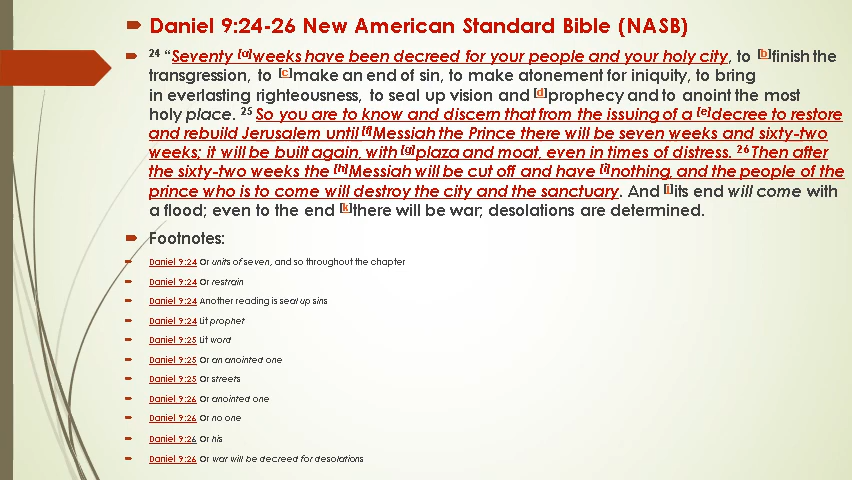 Daniel 9:24-26 New American Standard Bible (NASB)
24 “Seventy [a]weeks have been decreed for your people and your holy city, to [b]finish the
transgression, to [c]make an end of sin, to make atonement for iniquity, to bring
in everlasting righteousness, to seal up vision and [d]prophecy and to anoint the most
holy place. 25 So you are to know and discern that from the issuing of a [e]decree to restore
and rebuild Jerusalem until [f]Messiah the Prince there will be seven weeks and sixty-two
weeks; it will be built again, with [g]plaza and moat, even in times of distress. 26 Then after
the sixty-two weeks the [h]Messiah will be cut off and have [i]nothing, and the people of the
prince who is to come will destroy the city and the sanctuary. And [j]its end will come with
a flood; even to the end [k]there will be war; desolations are determined.
Footnotes:
Daniel 9:24 Or units of seven, and so throughout the chapter
Daniel 9:24 Or restrain
Daniel 9:24 Another reading is seal up sins
Daniel 9:24 Lit prophet
Daniel 9:25 Lit word
Daniel 9:25 Or an anointed one
Daniel 9:25 Or streets
Daniel 9:26 Or anointed one
Daniel 9:26 Or no one
Daniel 9:26 Or his
Daniel 9:26 Or war will be decreed for desolations